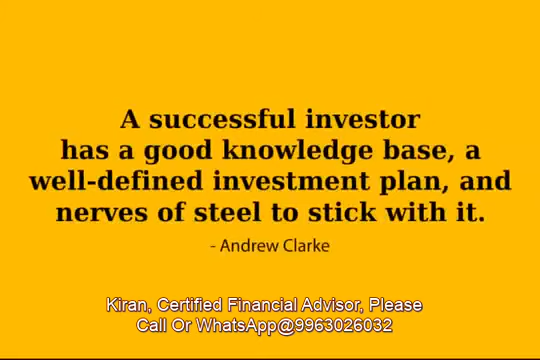 A successful investor
has a good knowledge base, a
well-defined investment plan, and
nerves of steel to stick with it.
- Andrew Clarke
Kiran, Certified Financial Advisor, Please
Call Or WhatsApp@9963026032